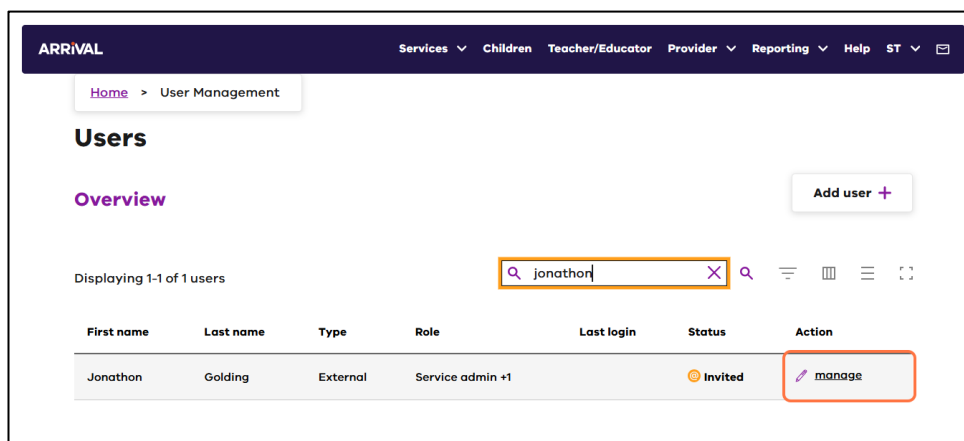 ARRIVAL Services Children Teacher/Educator Provider Reporting Help ST
Home > User Management
Users
Overview
Add user +
Displaying 1-1 of 1 users
jonathon
First name Last name Type Role Last login Status Action
Jonathon Golding External Service admin +1 Invited manage